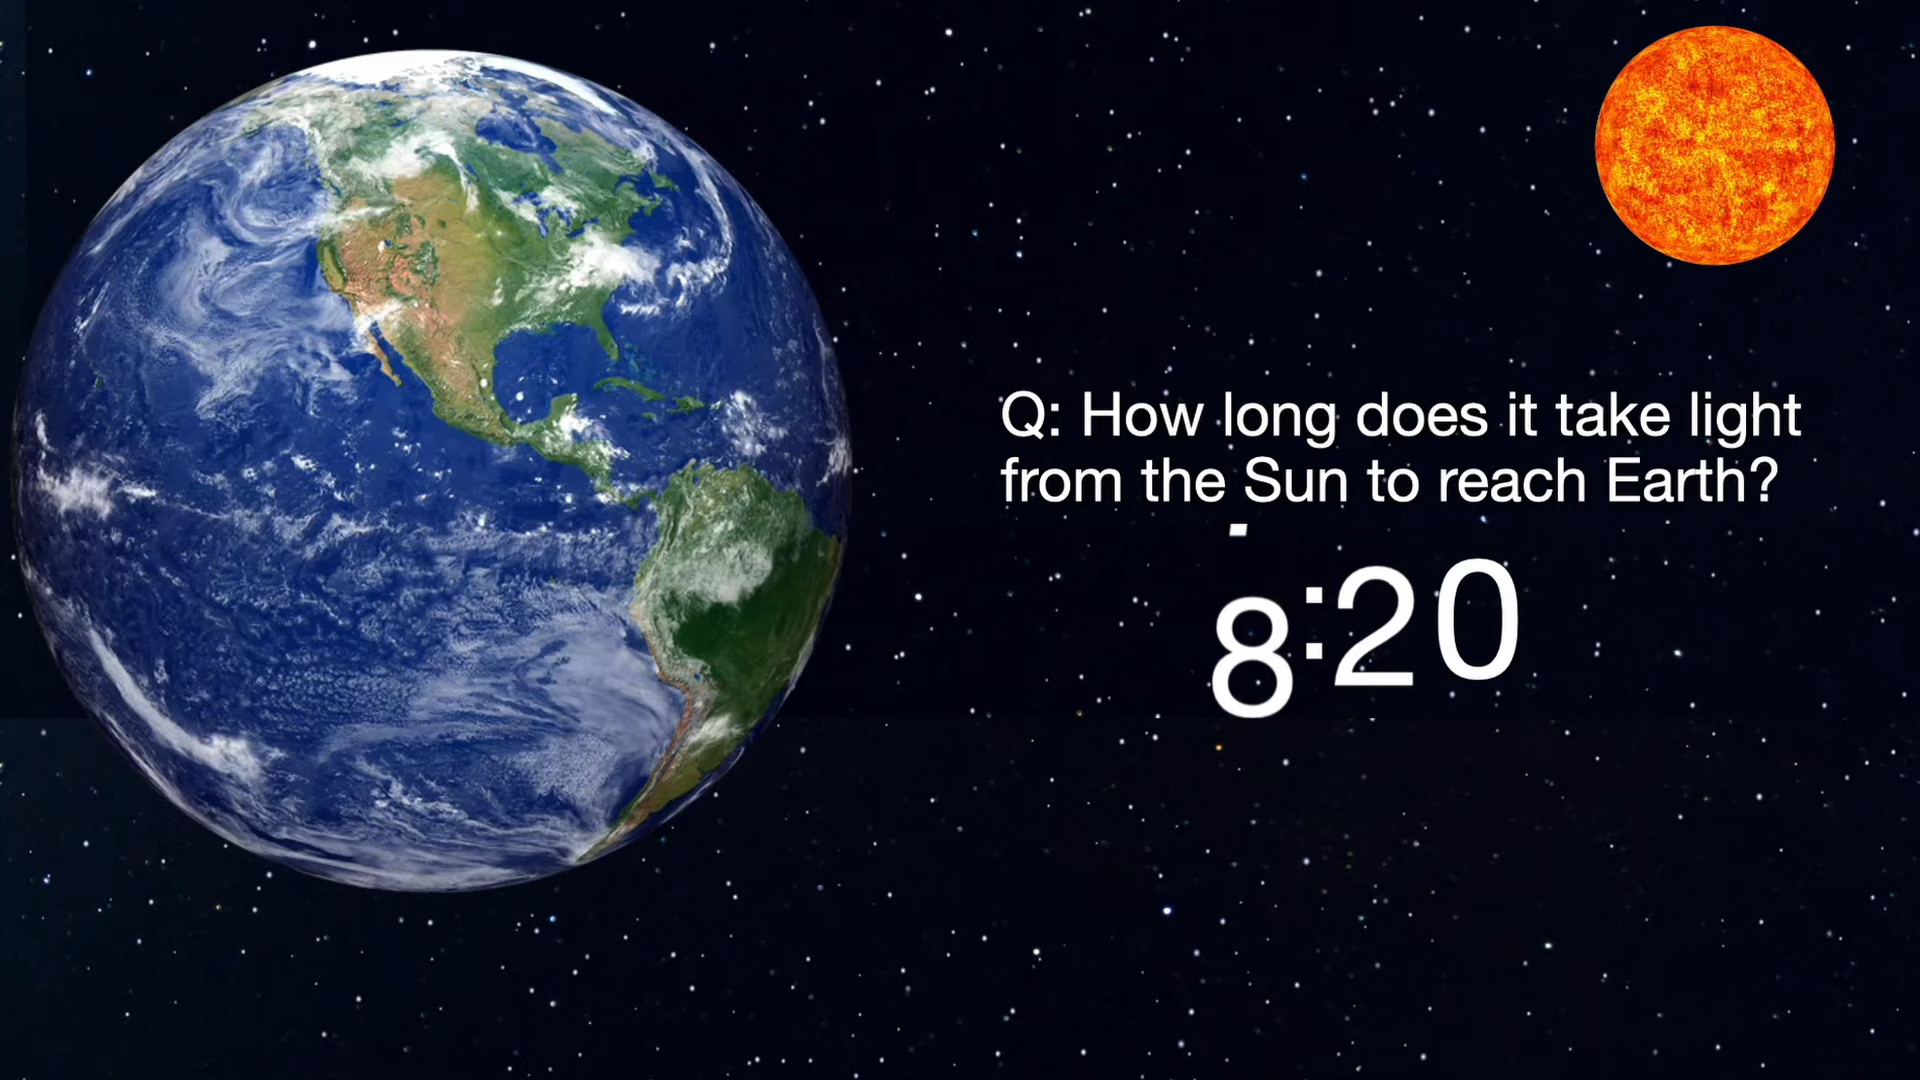 Q: How long does it take light
from the Sun to reach Earth?
8:20